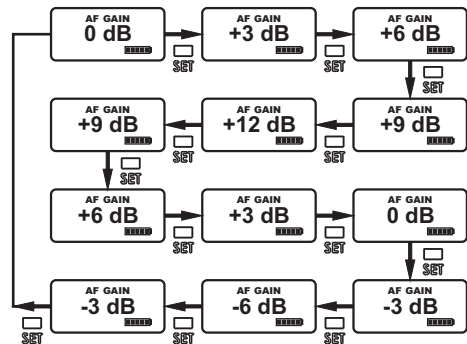 AF GAIN AF GAIN AF GAIN
0 dB +3 dB +6 dB
SET SET
SET
AF GAIN AF GAIN AF GAIN
+9 dB +12 dB +9 dB
SET SET
SET
AF GAIN AF GAIN AF GAIN
+6 dB +3 dB 0 dB
SET SET
SET
AF GAIN AF GAIN AF GAIN
-3 dB -6 dB -3 dB
SET SET SET